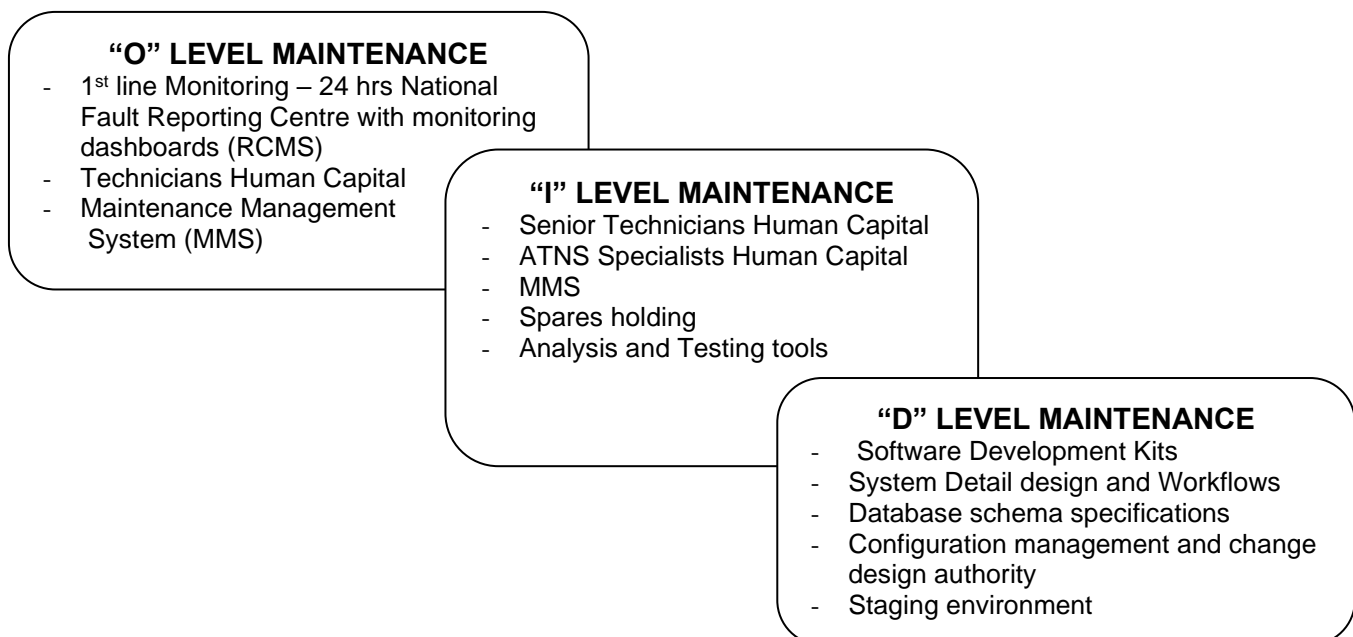 “O” LEVEL MAINTENANCE
- 1st line Monitoring – 24 hrs National
Fault Reporting Centre with monitoring
dashboards (RCMS)
- Technicians Human Capital
- Maintenance Management
System (MMS)
“I” LEVEL MAINTENANCE
- Senior Technicians Human Capital
- ATNS Specialists Human Capital
- MMS
- Spares holding
- Analysis and Testing tools
“D” LEVEL MAINTENANCE
- Software Development Kits
- System Detail design and Workflows
- Database schema specifications
- Configuration management and change
design authority
- Staging environment